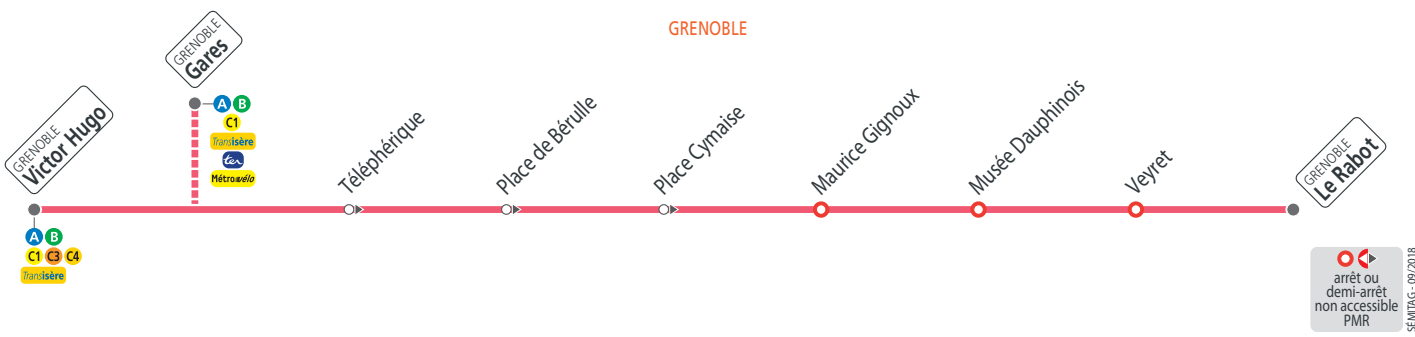 GRENOBLE
GRENOBLE
Victor Hugo
A B
C1 C3 C4
Transisère
GRENOBLE
Gares
A B
C1
Transisère
ter
Métrovélo
Téléphérique
Place de Bérulle
Place Cymaise
Maurice Gignoux
Musée Dauphinois
Veyret
GRENOBLE
Le Rabot
arrêt ou
demi-arrêt
non accessible
PMR
SÉMITAG - 09/2018